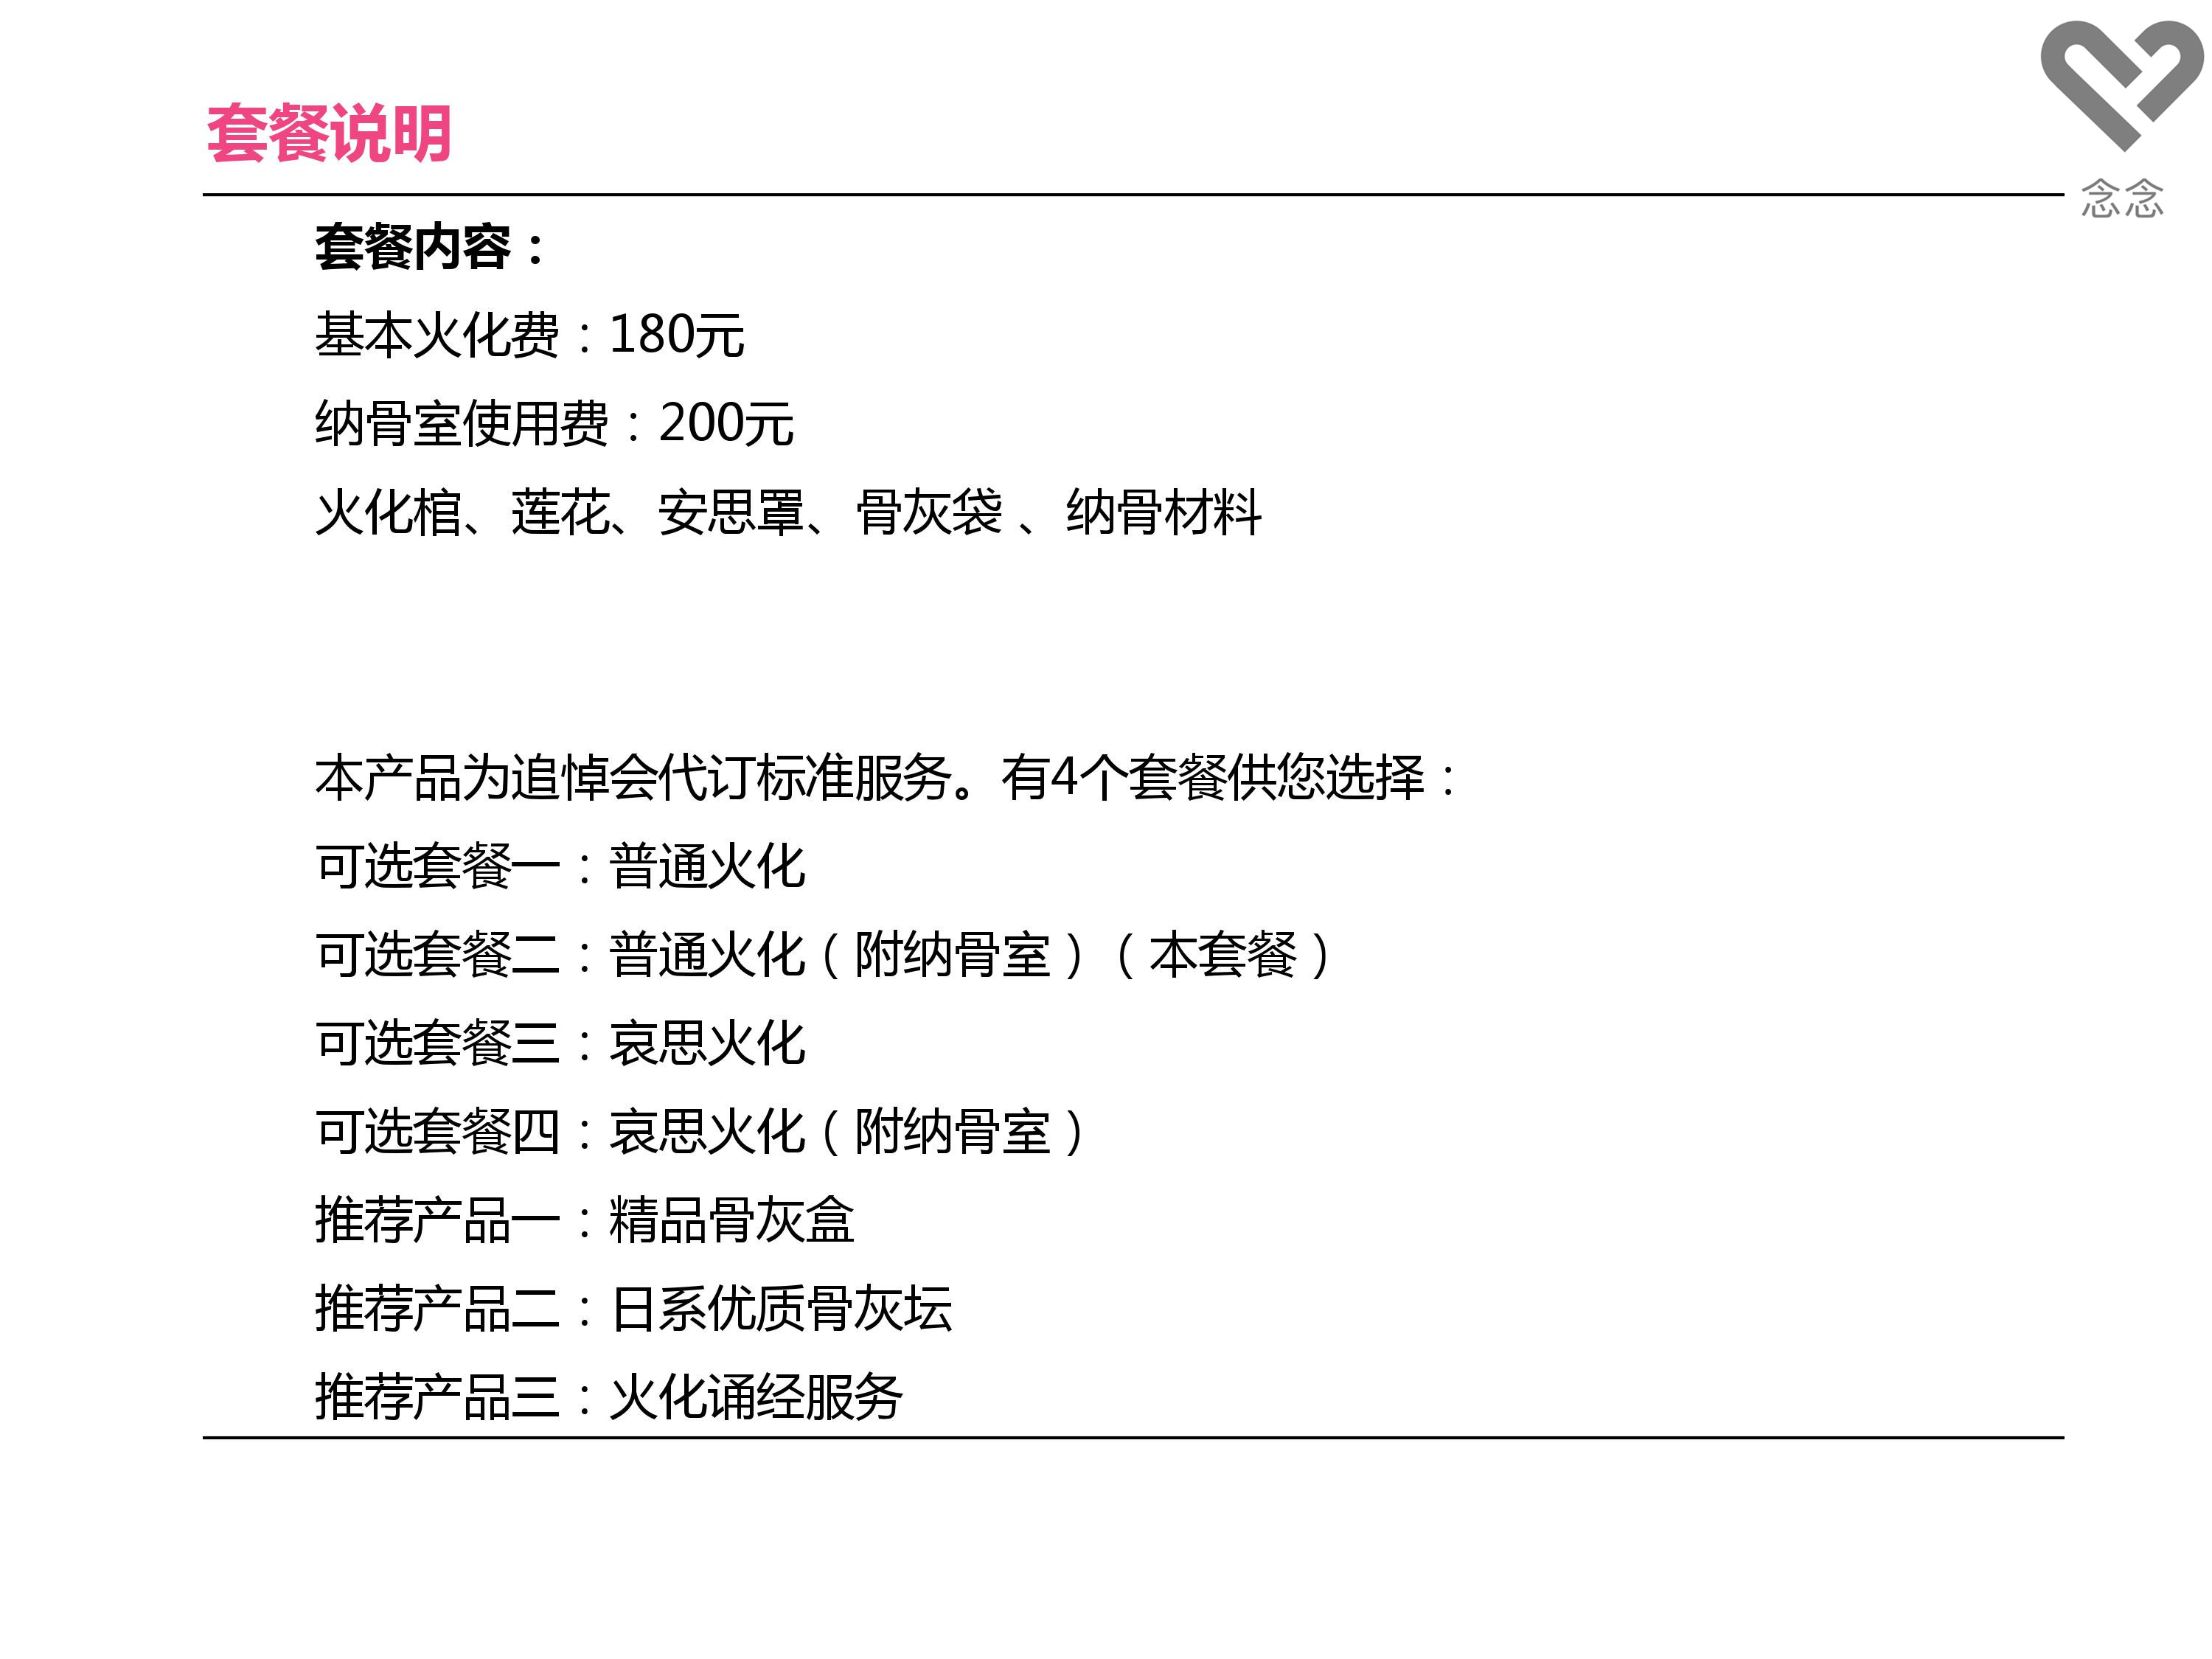 套餐说明
念念
套餐内容：
基本火化费：180元
纳骨室使用费：200元
火化棺、莲花、安思罩、骨灰袋 、纳骨材料
本产品为追悼会代订标准服务。有4个套餐供您选择：
可选套餐一：普通火化
可选套餐二：普通火化（附纳骨室）（本套餐）
可选套餐三：哀思火化
可选套餐四：哀思火化（附纳骨室）
推荐产品一：精品骨灰盒
推荐产品二：日系优质骨灰坛
推荐产品三：火化诵经服务